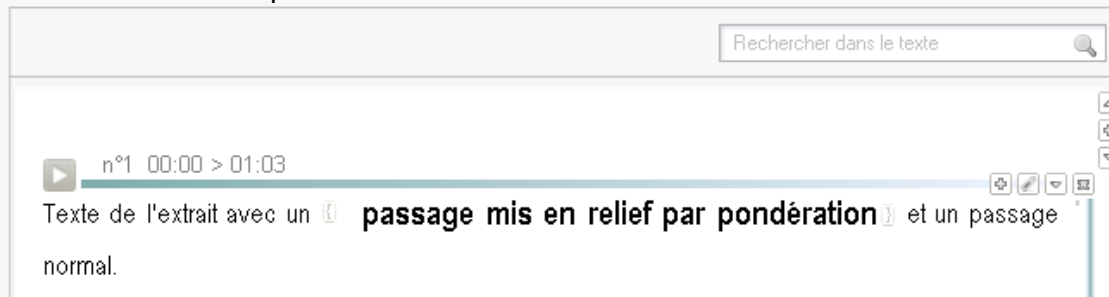 Rechercher dans le texte
n°1 00:00 > 01:03
Texte de l'extrait avec un { passage mis en relief par pondération } et un passage
normal.